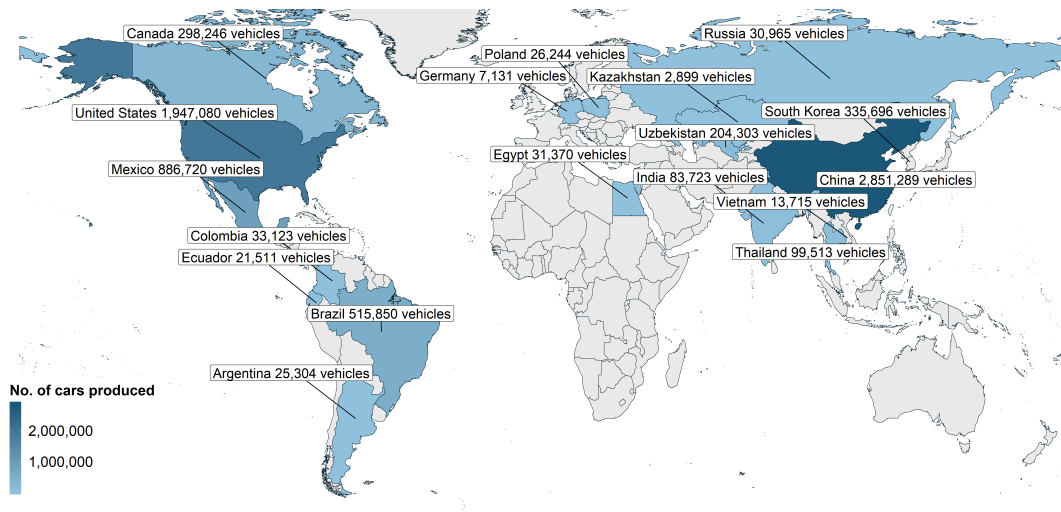 Canada 298,246 vehicles
Russia 30,965 vehicles
Poland 26,244 vehicles
Germany 7,131 vehicles
Kazakhstan 2,899 vehicles
United States 1,947,080 vehicles
South Korea 335,696 vehicles
Uzbekistan 204,303 vehicles
Egypt 31,370 vehicles
Mexico 886,720 vehicles
India 83,723 vehicles
China 2,851,289 vehicles
Vietnam 13,715 vehicles
Colombia 33,123 vehicles
Thailand 99,513 vehicles
Ecuador 21,511 vehicles
Brazil 515,850 vehicles
Argentina 25,304 vehicles
No. of cars produced
2,000,000
1,000,000